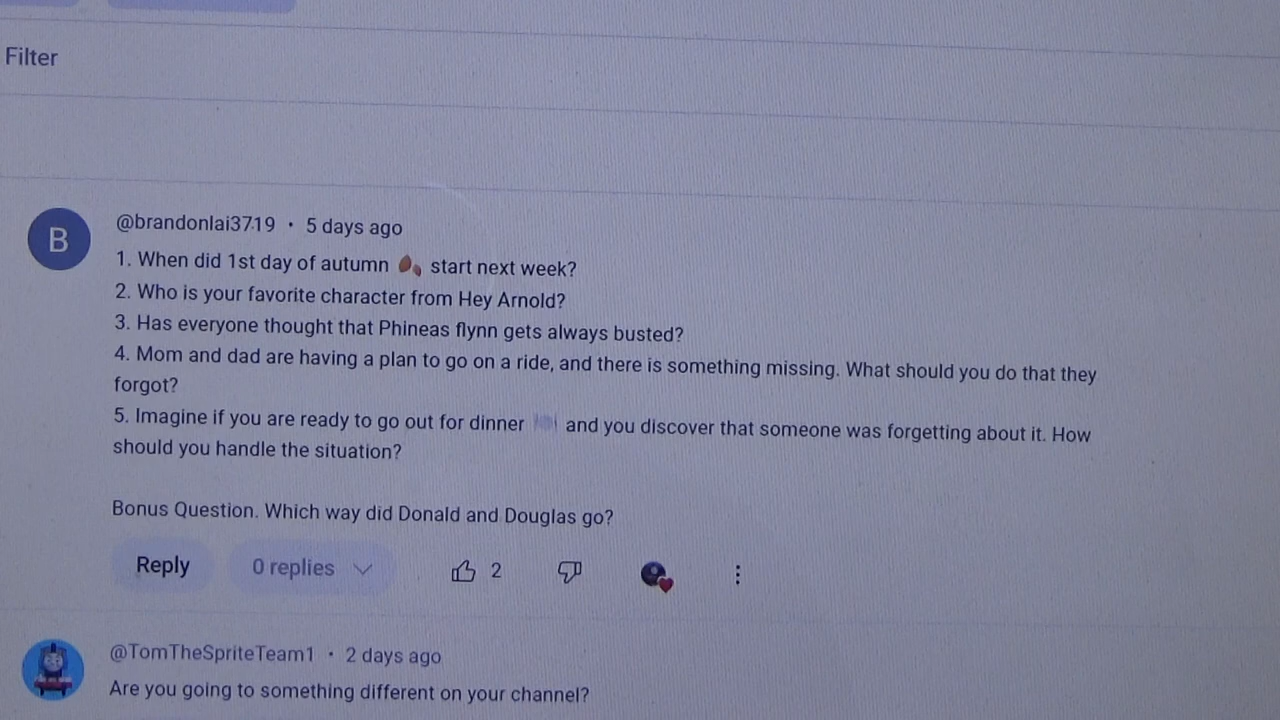 Filter
B
@brandonlai3719 · 5 days ago
1. When did 1st day of autumn 🍂 start next week?
2. Who is your favorite character from Hey Arnold?
3. Has everyone thought that Phineas flynn gets always busted?
4. Mom and dad are having a plan to go on a ride, and there is something missing. What should you do that they
forgot?
5. Imagine if you are ready to go out for dinner 🍽 and you discover that someone was forgetting about it. How
should you handle the situation?
Bonus Question. Which way did Donald and Douglas go?
Reply 0 replies 2
@TomTheSpriteTeam1 · 2 days ago
Are you going to something different on your channel?